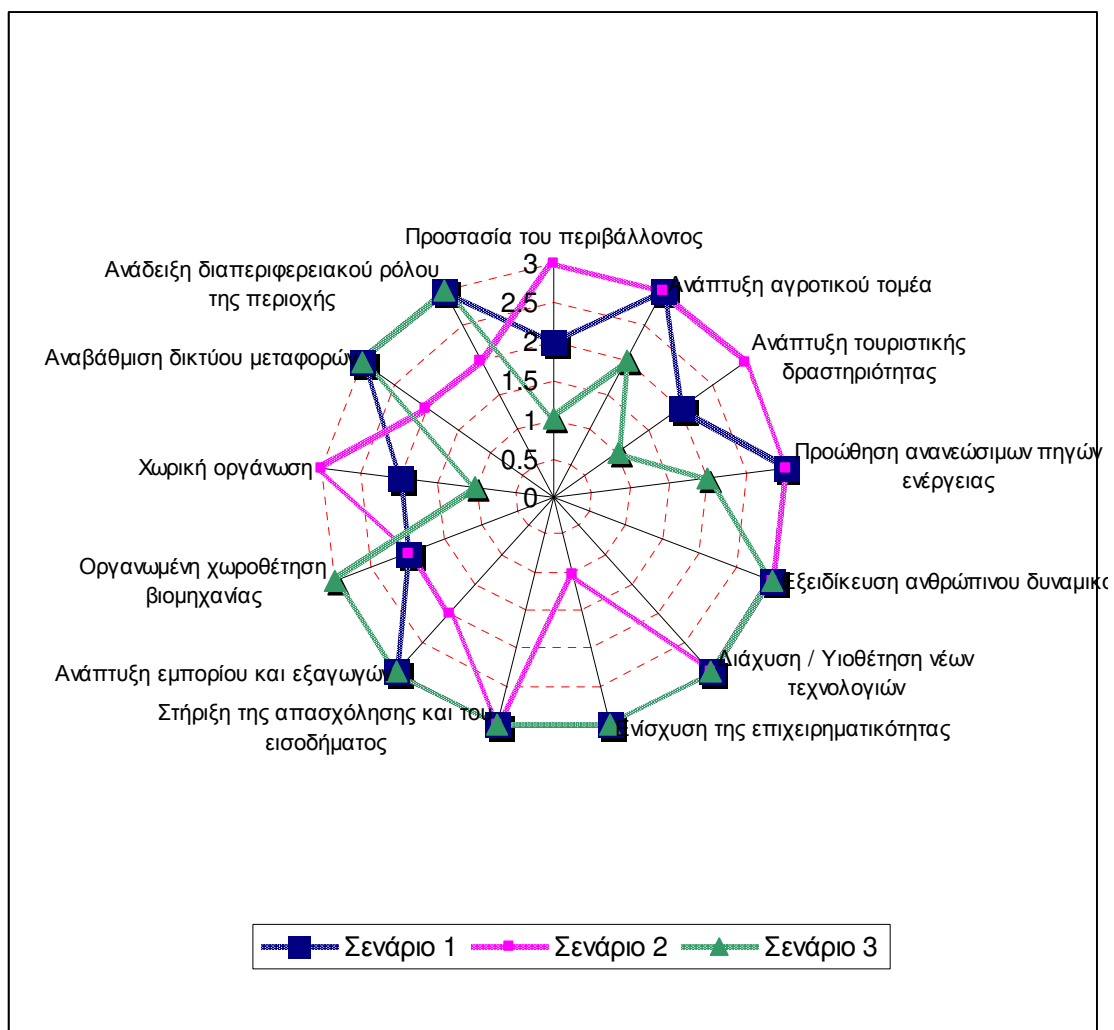 Προστασία του περιβάλλοντος
Ανάδειξη διαπεριφερειακού ρόλου
της περιοχής
Ανάπτυξη αγροτικού τομέα
Αναβάθμιση δικτύου μεταφορών
Ανάπτυξη τουριστικής
δραστηριότητας
Χωρική οργάνωση
Προώθηση ανανεώσιμων πηγών
ενέργειας
Οργανωμένη χωροθέτηση
βιομηχανίας
Εξειδίκευση ανθρώπινου δυναμικο
Ανάπτυξη εμπορίου και εξαγωγών
Διάχυση / Υιοθέτηση νέων
τεχνολογιών
Στήριξη της απασχόλησης και του
εισοδήματος
Ενίσχυση της επιχειρηματικότητας
3
2.5
2
1.5
1
0.5
0
Σενάριο 1 Σενάριο 2 Σενάριο 3